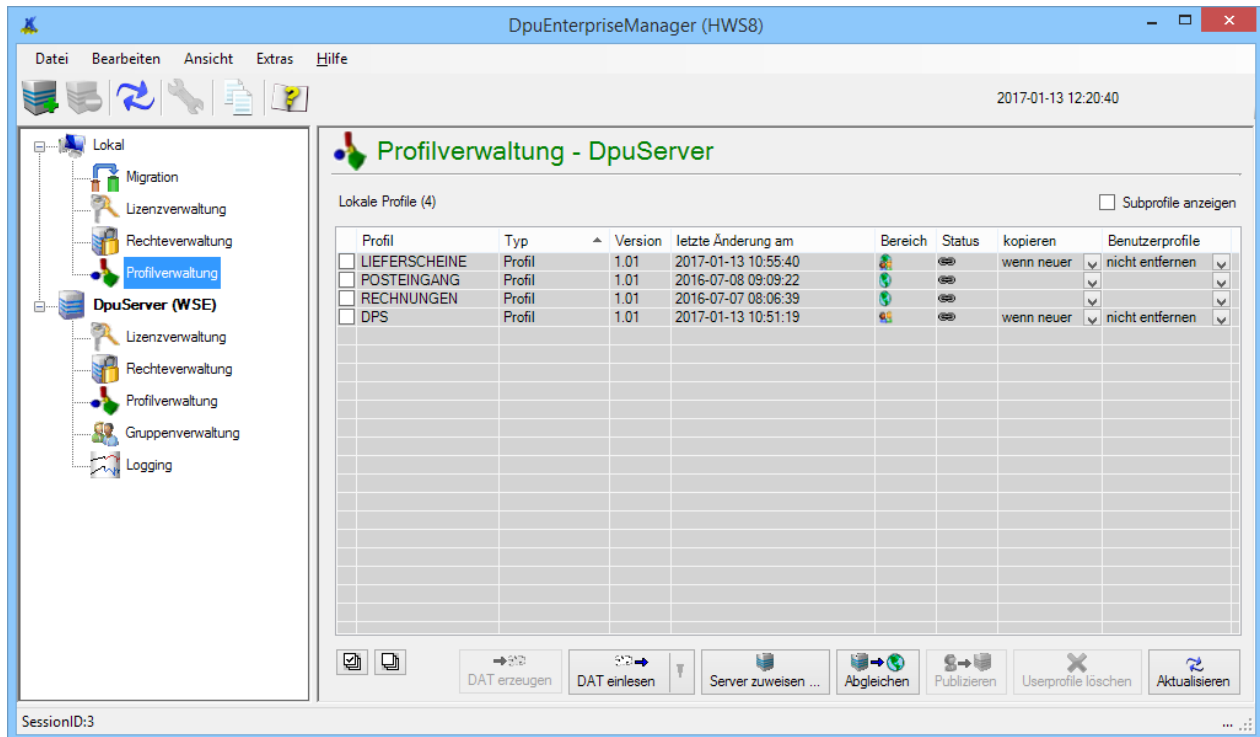 DpuEnterpriseManager (HWS8)
Datei Bearbeiten Ansicht Extras Hilfe
2017-01-13 12:20:40
Lokal
Migration
Lizenzverwaltung
Rechteverwaltung
Profilverwaltung
DpuServer (WSE)
Lizenzverwaltung
Rechteverwaltung
Profilverwaltung
Gruppenverwaltung
Logging
Profilverwaltung - DpuServer
Lokale Profile (4) Subprofile anzeigen
Profil Typ Version letzte Änderung am Bereich Status kopieren Benutzerprofile
LIEFERSCHEINE Profil 1.01 2017-01-13 10:55:40 wenn neuer nicht entfernen
POSTEINGANG Profil 1.01 2016-07-08 09:09:22
RECHNUNGEN Profil 1.01 2016-07-07 08:06:39
DPS Profil 1.01 2017-01-13 10:51:19 wenn neuer nicht entfernen
DAT erzeugen DAT einlesen Server zuweisen ... Abgleichen Publizieren Userprofile löschen Aktualisieren
SessionID:3 ...